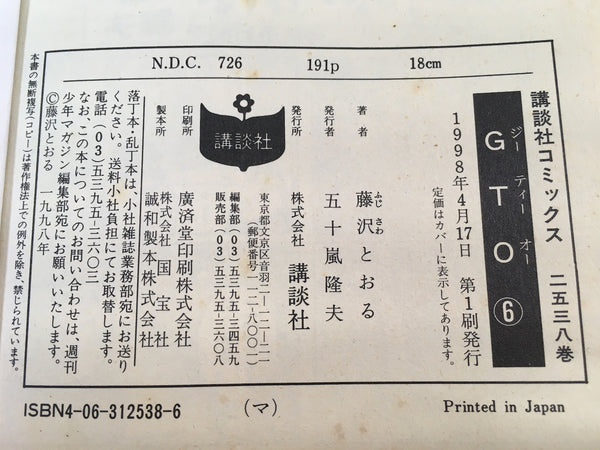 N.D.C. 726 191p 18cm
講談社コミックス 二五三八巻
ジー ティー オー
GTO⑥
1998年4月17日 第1刷発行
定価はカバーに表示してあります。
ふじ さわ
著者 藤沢とおる
発行者 五十嵐隆夫
発行所 株式会社 講談社
東京都文京区音羽二-一二-二一
(郵便番号一一二-八〇〇一)
編集部(03)五三九五-三四五九
販売部(03)五三九五-三六〇八
講談社
印刷所 廣済堂印刷株式会社
製本所 株式会社 国宝社
誠和製本株式会社
落丁本・乱丁本は、小社雑誌業務部宛にお送り
ください。送料小社負担にてお取替します。
電話(03)五三九五-三六〇三
なお、この本についてのお問い合わせは、週刊
少年マガジン編集部宛にお願いいたします。
©藤沢とおる 一九九八年
本書の無断複写(コピー)は著作権法上での例外を除き、禁じられています。
ISBN4-06-312538-6 (マ) Printed in Japan